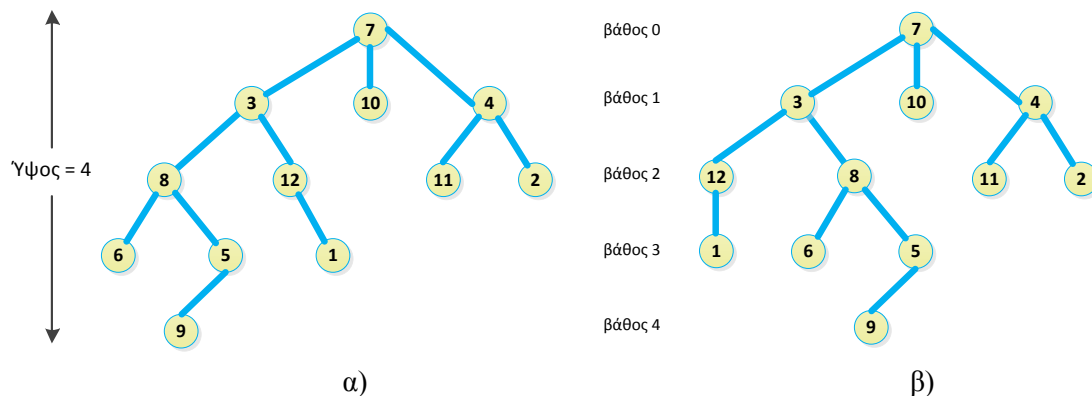 7 βάθος 0 7
3 10 4 βάθος 1 3 10 4
Ύψος = 4 8 12 11 2 βάθος 2 12 8 11 2
6 5 1 βάθος 3 1 6 5
9 βάθος 4 9
α) β)